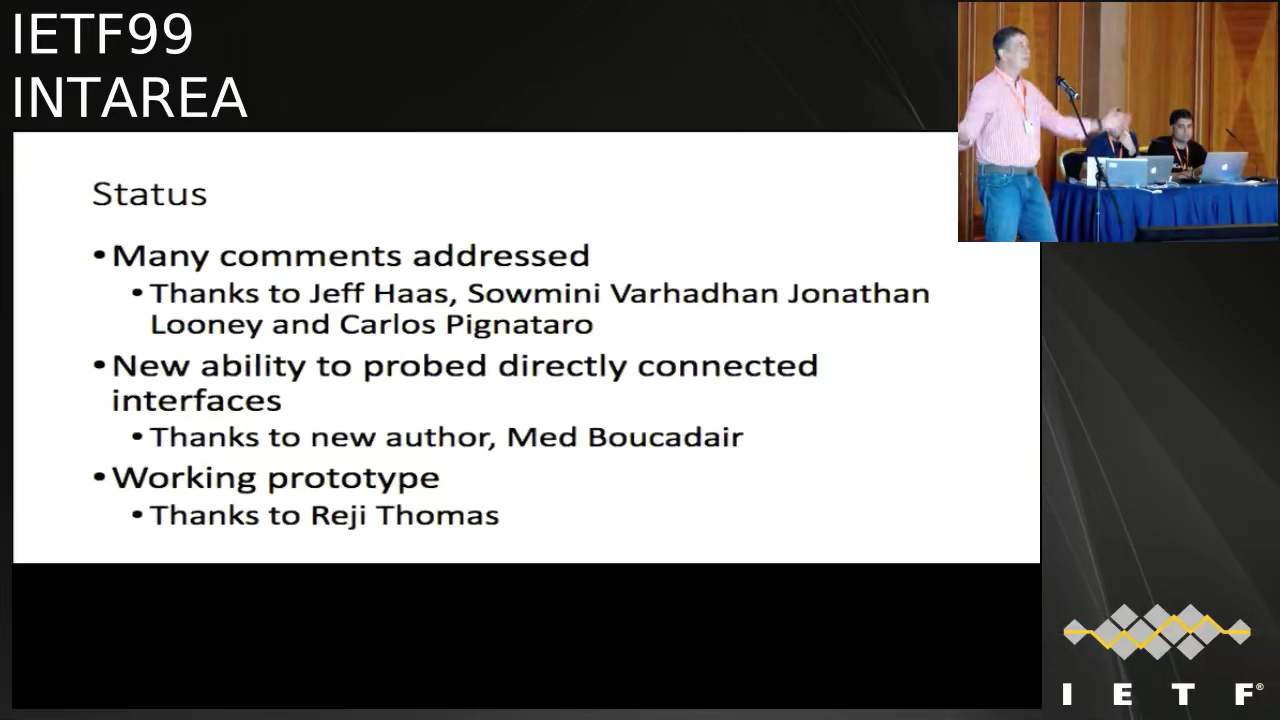 IETF99
INTAREA
Status
• Many comments addressed
• Thanks to Jeff Haas, Sowmini Varhadhan Jonathan
Looney and Carlos Pignataro
• New ability to probed directly connected
interfaces
• Thanks to new author, Med Boucadair
• Working prototype
• Thanks to Reji Thomas
I E T F®